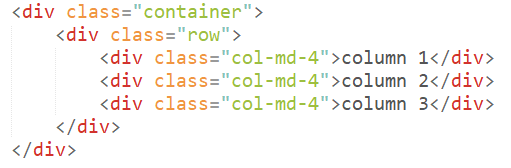 <div class="container">
    <div class="row">
        <div class="col-md-4">column 1</div>
        <div class="col-md-4">column 2</div>
        <div class="col-md-4">column 3</div>
    </div>
</div>